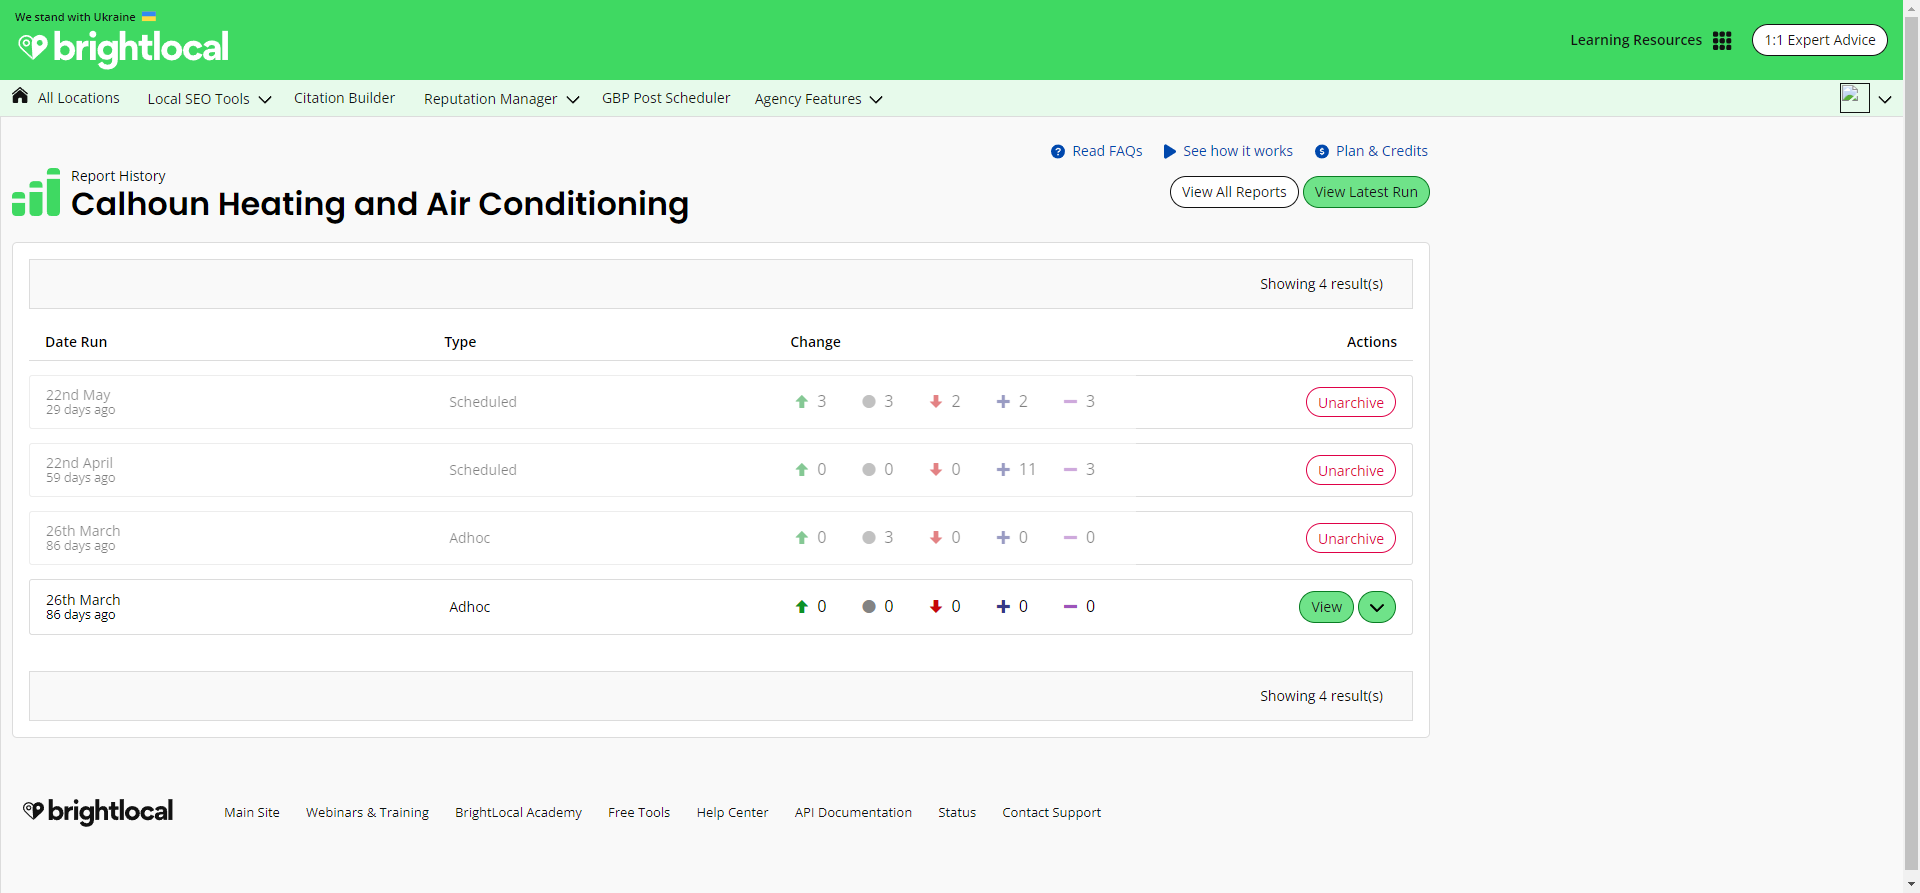 We stand with Ukraine
brightlocal
Learning Resources
1:1 Expert Advice
All Locations
Local SEO Tools
Citation Builder
Reputation Manager
GBP Post Scheduler
Agency Features
Read FAQs
See how it works
Plan & Credits
Report History
Calhoun Heating and Air Conditioning
View All Reports
View Latest Run
Showing 4 result(s)
Date Run Type Change Actions
22nd May
29 days ago
Scheduled
3 3 2 2 3
Unarchive
22nd April
59 days ago
Scheduled
0 0 0 11 3
Unarchive
26th March
86 days ago
Adhoc
0 3 0 0 0
Unarchive
26th March
86 days ago
Adhoc
0 0 0 0 0
View
Showing 4 result(s)
brightlocal
Main Site
Webinars & Training
BrightLocal Academy
Free Tools
Help Center
API Documentation
Status
Contact Support